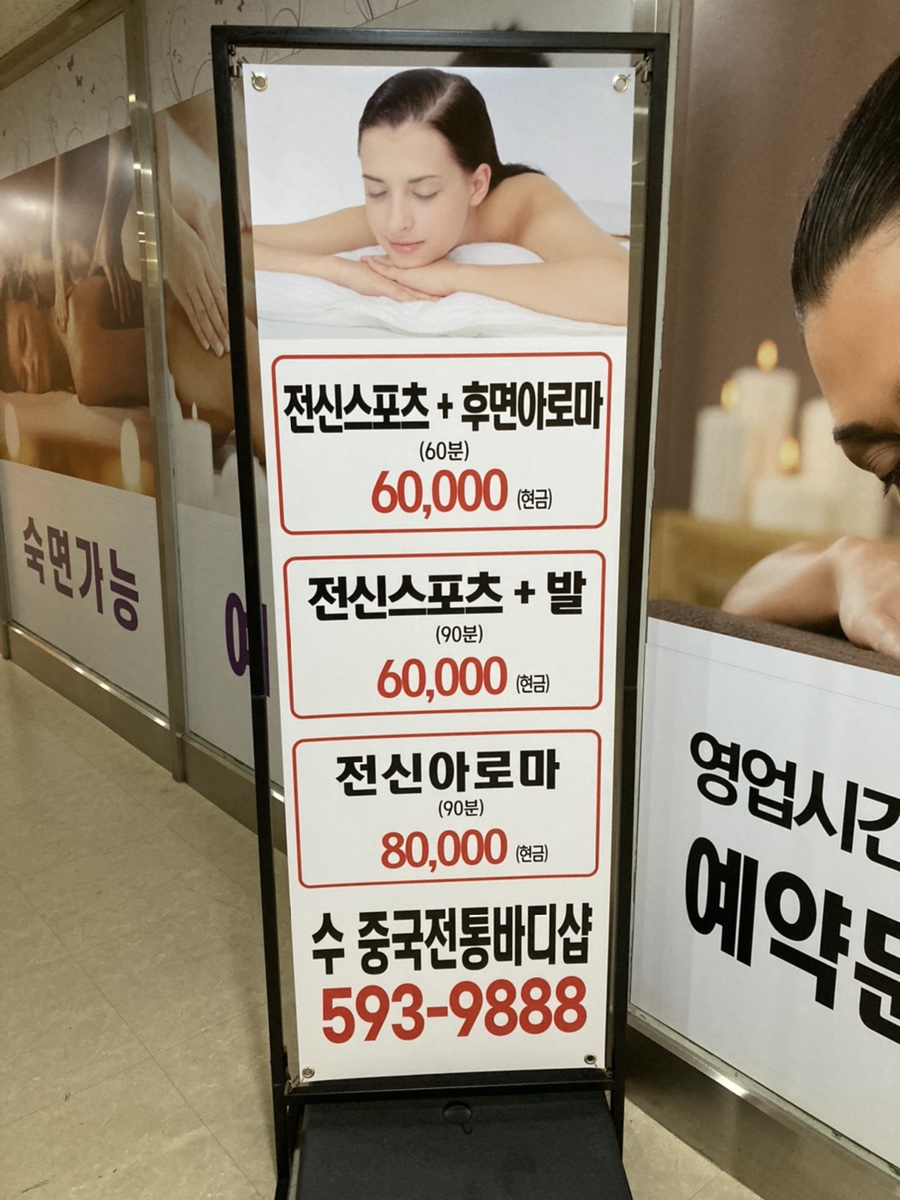 전신스포츠 + 후면아로마
(60분)
60,000 (현금)
전신스포츠 + 발
(90분)
60,000 (현금)
전신아로마
(90분)
80,000 (현금)
수 중국전통바디샵
593-9888
숙면가능
영업시간
예약문